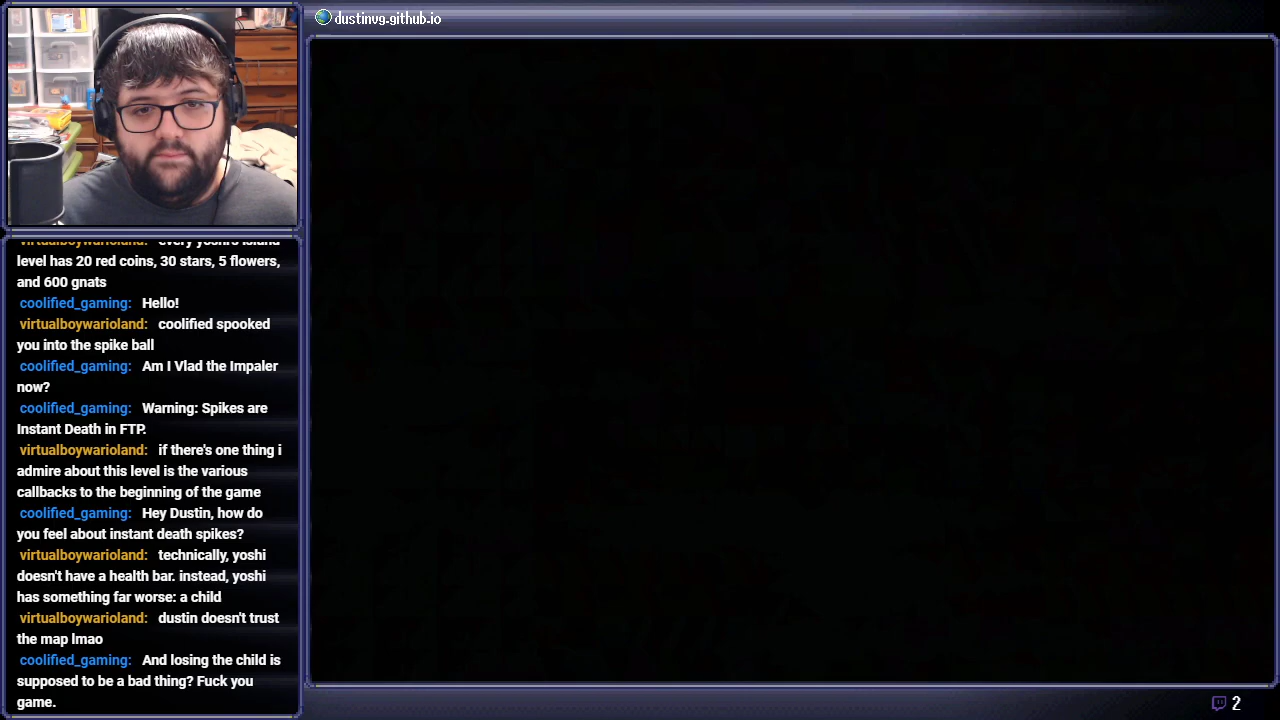 dustinvg.github.io
virtualboywarioland: every yoshi's island
level has 20 red coins, 30 stars, 5 flowers,
and 600 gnats
coolified_gaming: Hello!
virtualboywarioland: coolified spooked
you into the spike ball
coolified_gaming: Am I Vlad the Impaler
now?
coolified_gaming: Warning: Spikes are
Instant Death in FTP.
virtualboywarioland: if there's one thing i
admire about this level is the various
callbacks to the beginning of the game
coolified_gaming: Hey Dustin, how do
you feel about instant death spikes?
virtualboywarioland: technically, yoshi
doesn't have a health bar. instead, yoshi
has something far worse: a child
virtualboywarioland: dustin doesn't trust
the map lmao
coolified_gaming: And losing the child is
supposed to be a bad thing? Fuck you
game.
2